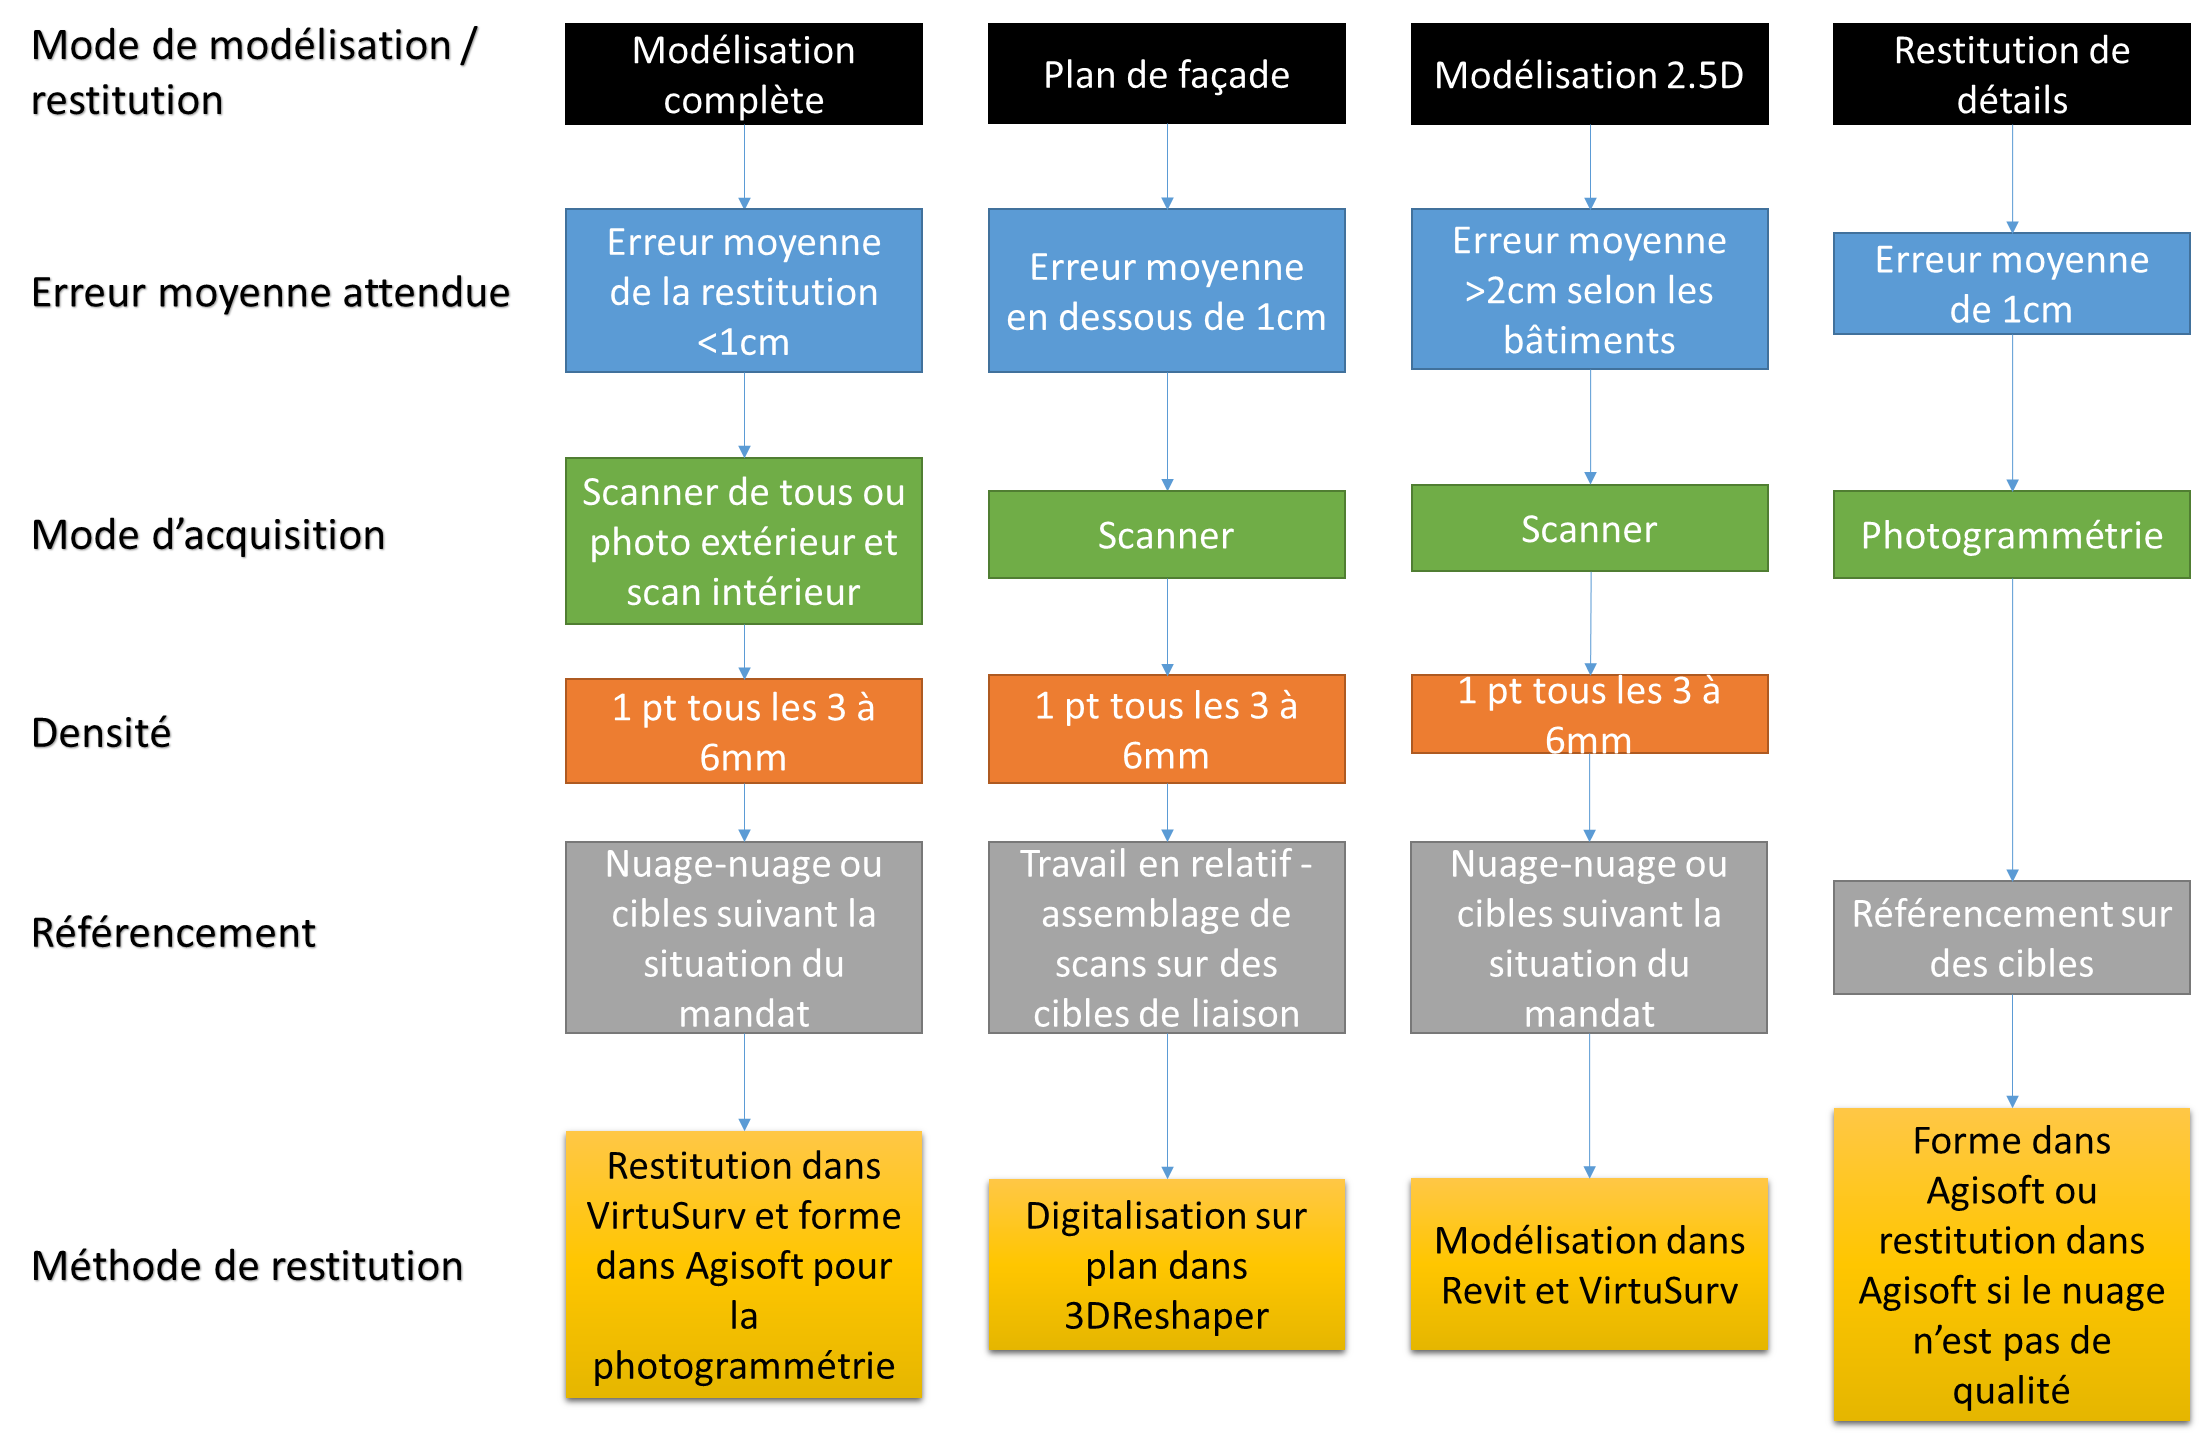 Mode de modélisation /
restitution
Modélisation
complète
Plan de façade
Modélisation 2.5D
Restitution de
détails
Erreur moyenne attendue
Erreur moyenne
de la restitution
<1cm
Erreur moyenne
en dessous de 1cm
Erreur moyenne
>2cm selon les
bâtiments
Erreur moyenne
de 1cm
Mode d’acquisition
Scanner de tous ou
photo extérieur et
scan intérieur
Scanner
Scanner
Photogrammétrie
Densité
1 pt tous les 3 à
6mm
1 pt tous les 3 à
6mm
1 pt tous les 3 à
6mm
Référencement
Nuage-nuage ou
cibles suivant la
situation du
mandat
Travail en relatif -
assemblage de
scans sur des
cibles de liaison
Nuage-nuage ou
cibles suivant la
situation du
mandat
Référencement sur
des cibles
Méthode de restitution
Restitution dans
VirtuSurv et forme
dans Agisoft pour
la
photogrammétrie
Digitalisation sur
plan dans
3DReshaper
Modélisation dans
Revit et VirtuSurv
Forme dans
Agisoft ou
restitution dans
Agisoft si le nuage
n’est pas de
qualité